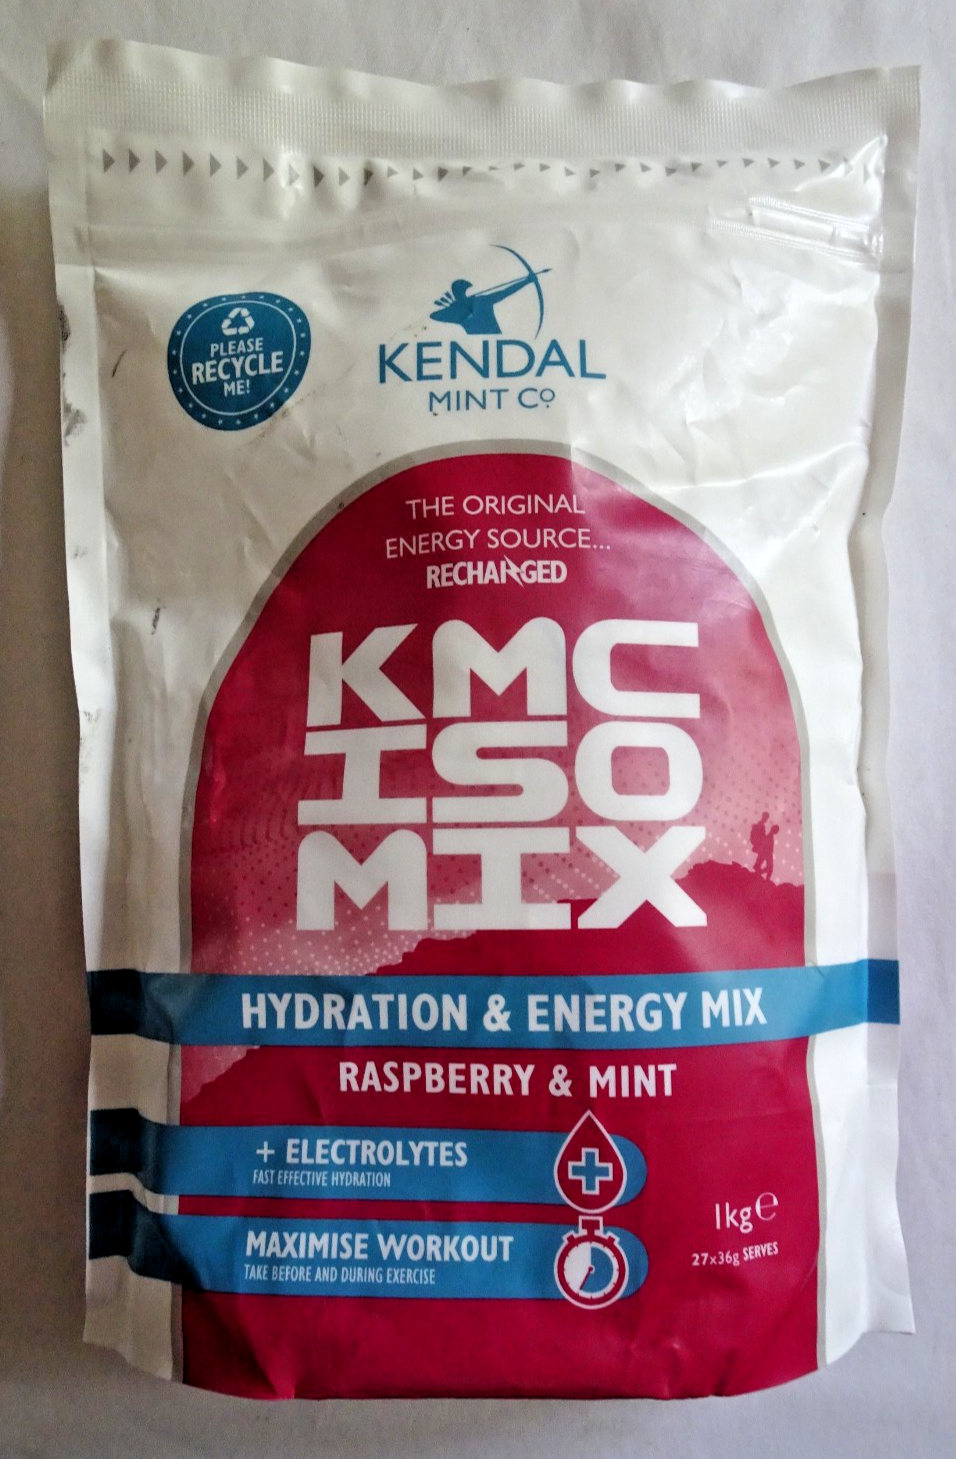 PLEASE
RECYCLE
ME!
KENDAL
MINT Cº
THE ORIGINAL
ENERGY SOURCE...
RECHARGED
KMC
ISO
MIX
HYDRATION & ENERGY MIX
RASPBERRY & MINT
+ ELECTROLYTES
FAST EFFECTIVE HYDRATION
MAXIMISE WORKOUT
TAKE BEFORE AND DURING EXERCISE
1kg℮
27x36g SERVES